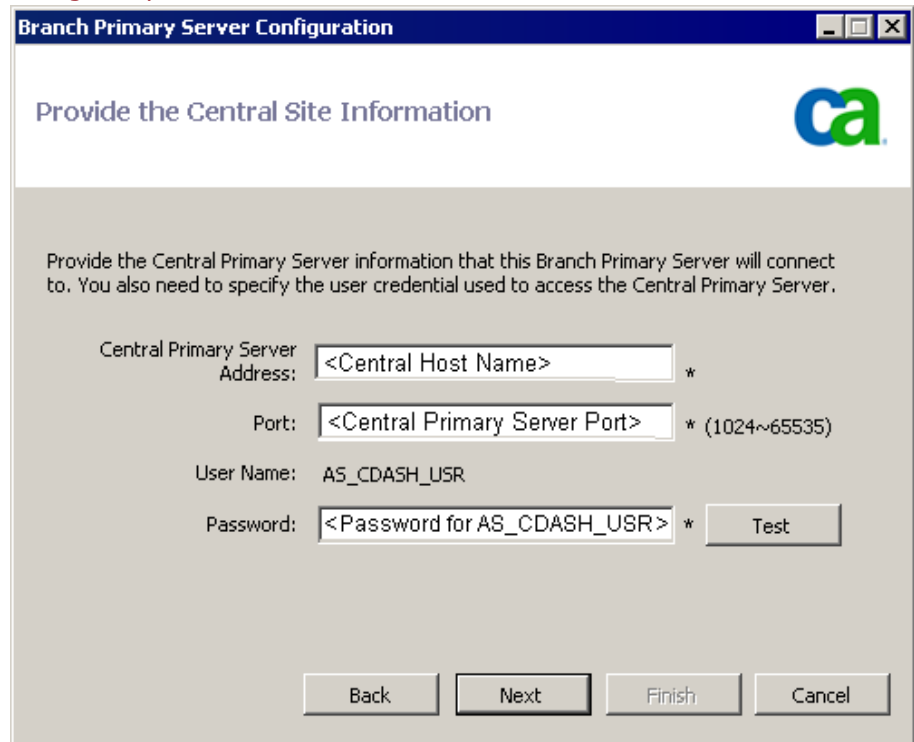 Branch Primary Server Configuration
Provide the Central Site Information
ca
Provide the Central Primary Server information that this Branch Primary Server will connect
to. You also need to specify the user credential used to access the Central Primary Server.
Central Primary Server
Address: <Central Host Name> *
Port: <Central Primary Server Port> * (1024~65535)
User Name: AS_CDASH_USR
Password: <Password for AS_CDASH_USR> * Test
Back Next Finish Cancel